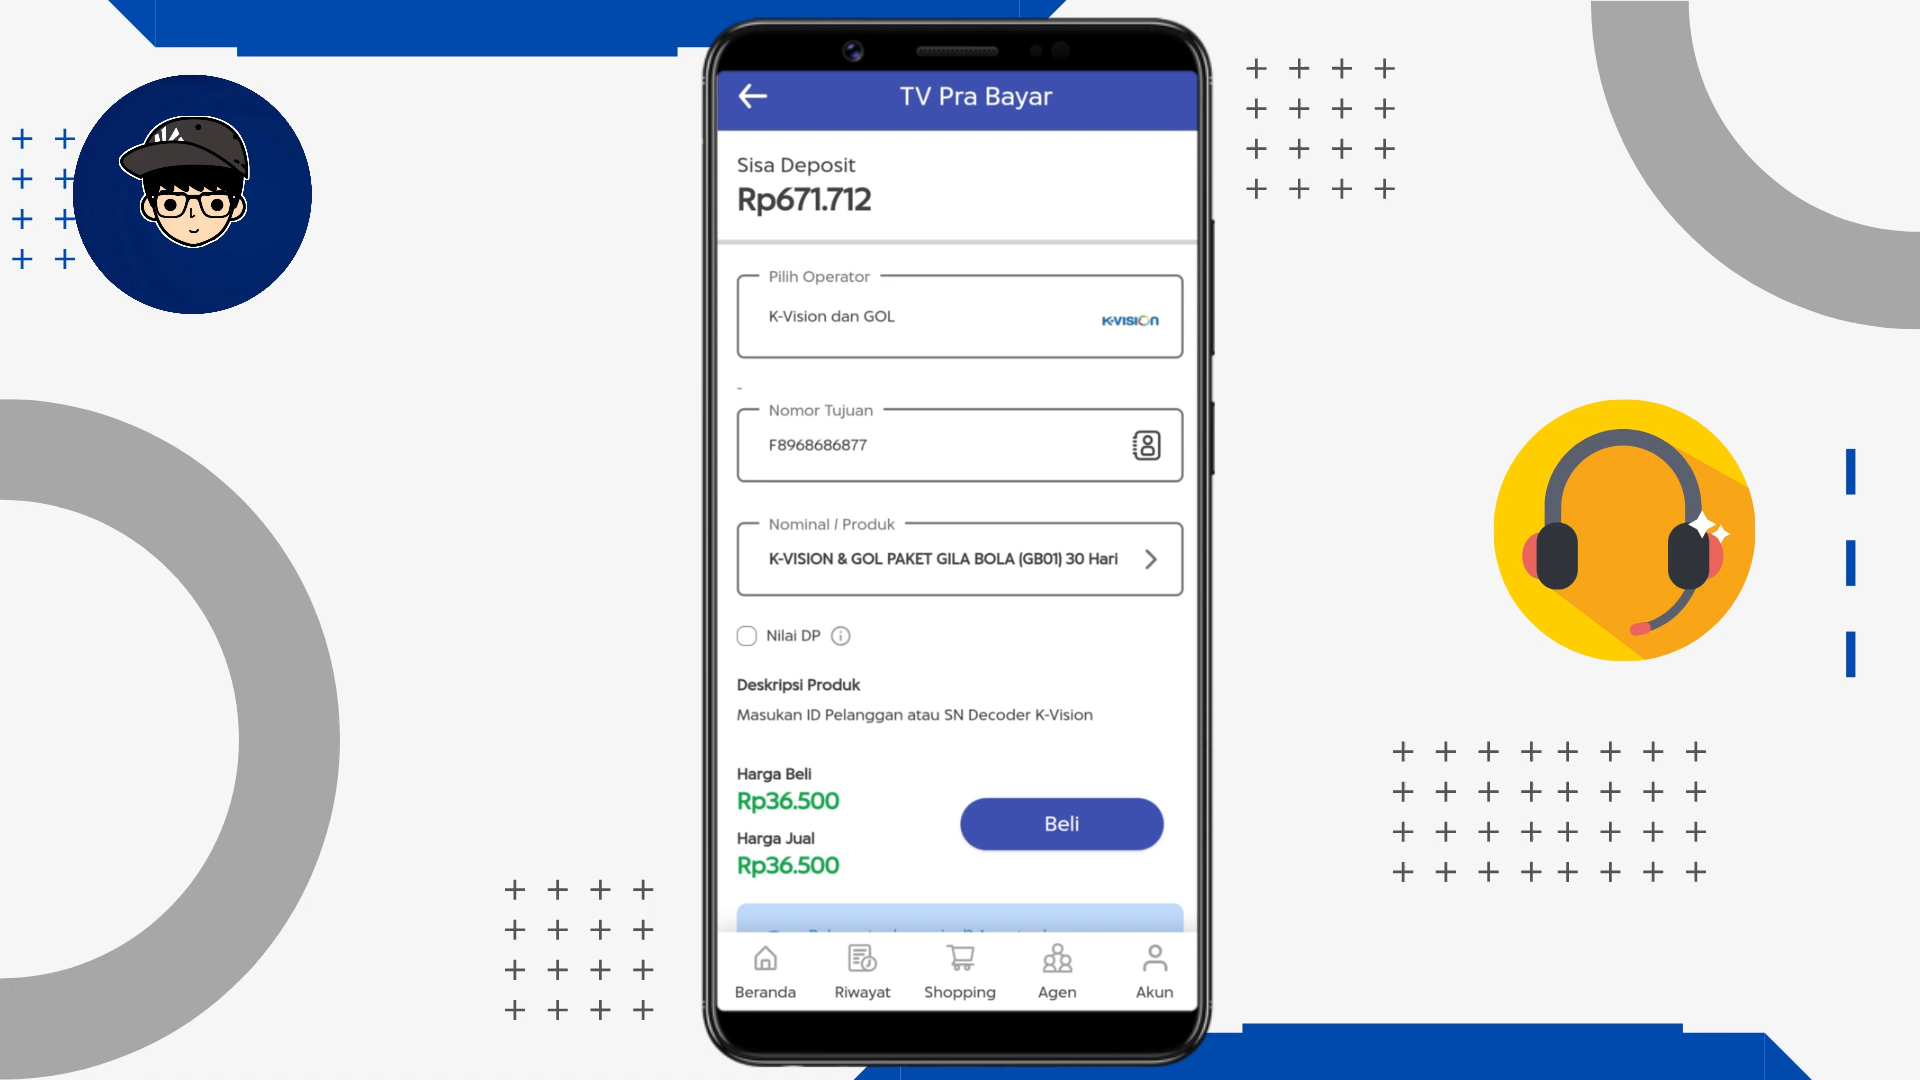 TV Pra Bayar
Sisa Deposit
Rp671.712
Pilih Operator
K-Vision dan GOL
K-VISION
-
Nomor Tujuan
F8968686877
Nominal / Produk
K-VISION & GOL PAKET GILA BOLA (GB01) 30 Hari
Nilai DP
Deskripsi Produk
Masukan ID Pelanggan atau SN Decoder K-Vision
Harga Beli
Rp36.500
Beli
Harga Jual
Rp36.500
Beranda
Riwayat
Shopping
Agen
Akun